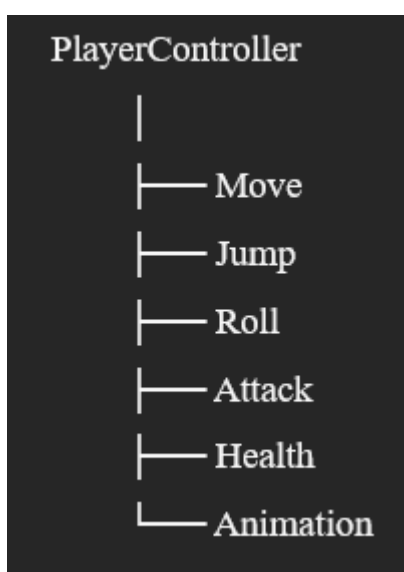 PlayerController
│
├── Move
├── Jump
├── Roll
├── Attack
├── Health
└── Animation